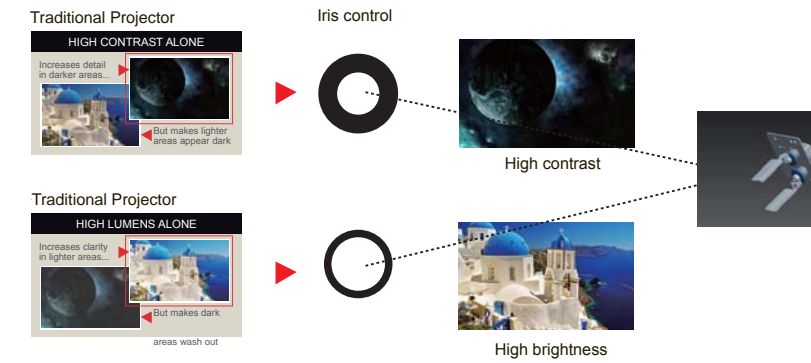 Traditional Projector
Iris control
HIGH CONTRAST ALONE
Increases detail
in darker areas...
But makes lighter
areas appear dark
High contrast
Traditional Projector
HIGH LUMENS ALONE
Increases clarity
in lighter areas...
But makes dark
areas wash out
High brightness